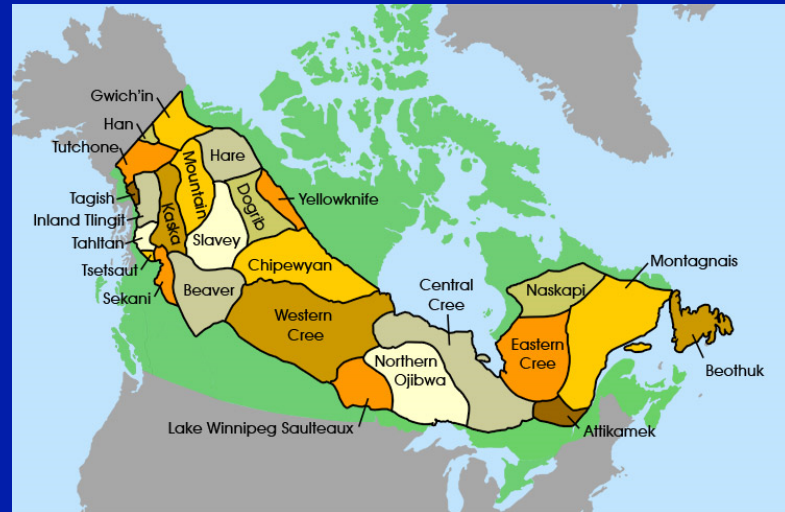 Gwich'in
Han
Tutchone
Hare
Mountain
Yellowknife
Dogrib
Tagish
Kaska
Inland Tlingit
Slavey
Tahltan
Chipewyan
Tsetsaut
Sekani
Beaver
Central
Cree
Montagnais
Naskapi
Western
Cree
Eastern
Cree
Northern
Ojibwa
Beothuk
Lake Winnipeg Saulteaux
Attikamek